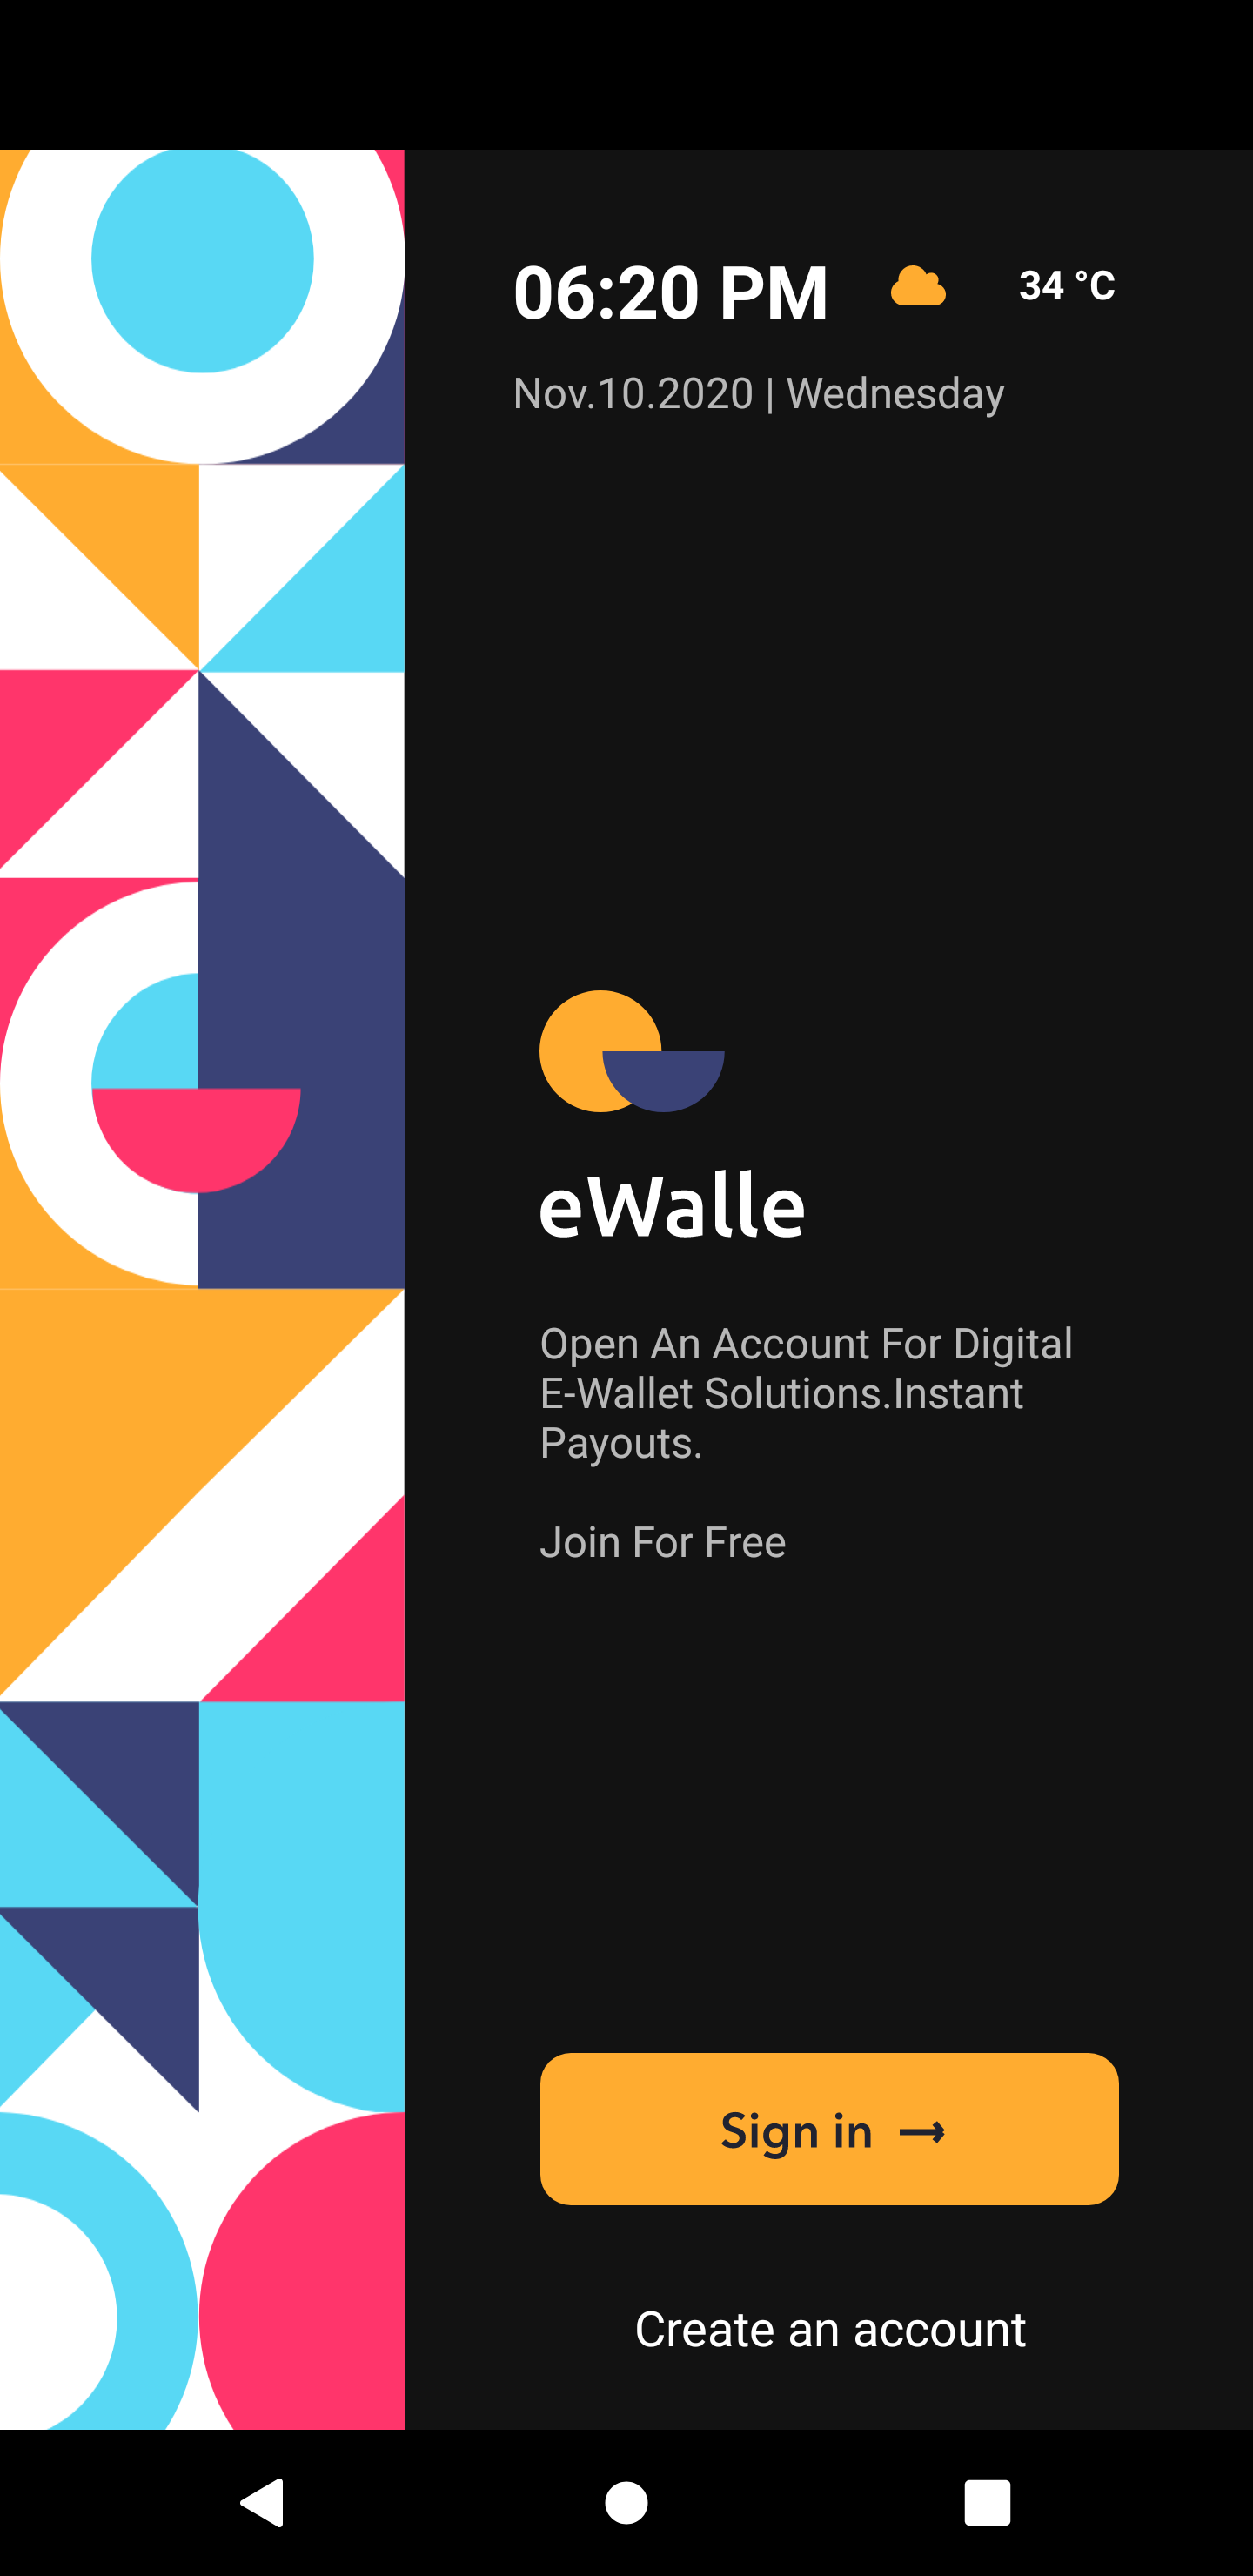 06:20 PM
34 °C
Nov.10.2020 | Wednesday
eWalle
Open An Account For Digital
E-Wallet Solutions.Instant
Payouts.
Join For Free
Sign in
Create an account